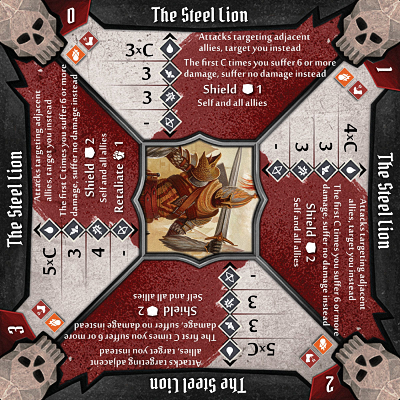 0
The Steel Lion
3xC
3
3
-
Attacks targeting adjacent
allies, target you instead
The first C times you suffer 6 or more
damage, suffer no damage instead
Shield 1
Self and all allies
1
The Steel Lion
4xC
3
3
-
Attacks targeting adjacent
allies, target you instead
The first C times you suffer 6 or more
damage, suffer no damage instead
Shield 2
Self and all allies
2
The Steel Lion
5xC
3
3
-
Attacks targeting adjacent
allies, target you instead
The first C times you suffer 6 or more
damage, suffer no damage instead
Shield 2
Self and all allies
3
The Steel Lion
5xC
3
4
-
Attacks targeting adjacent
allies, target you instead
The first C times you suffer 6 or more
damage, suffer no damage instead
Shield 2
Self and all allies
Retaliate 1